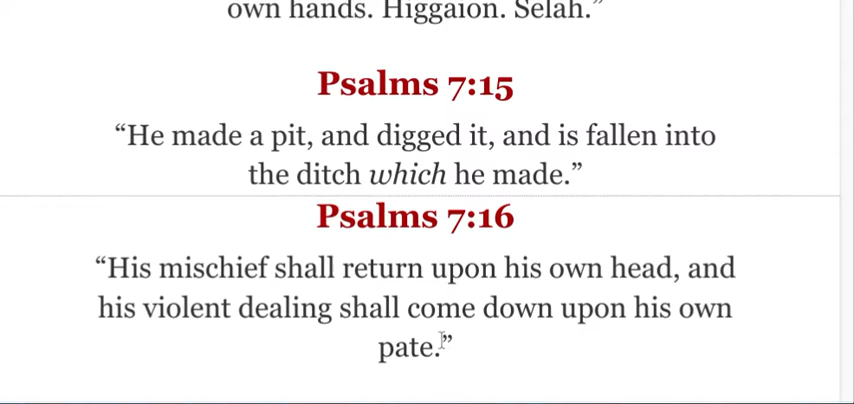 own hands. Higgaion. Selah.”
Psalms 7:15
“He made a pit, and digged it, and is fallen into
the ditch which he made.”
Psalms 7:16
“His mischief shall return upon his own head, and
his violent dealing shall come down upon his own
pate.”